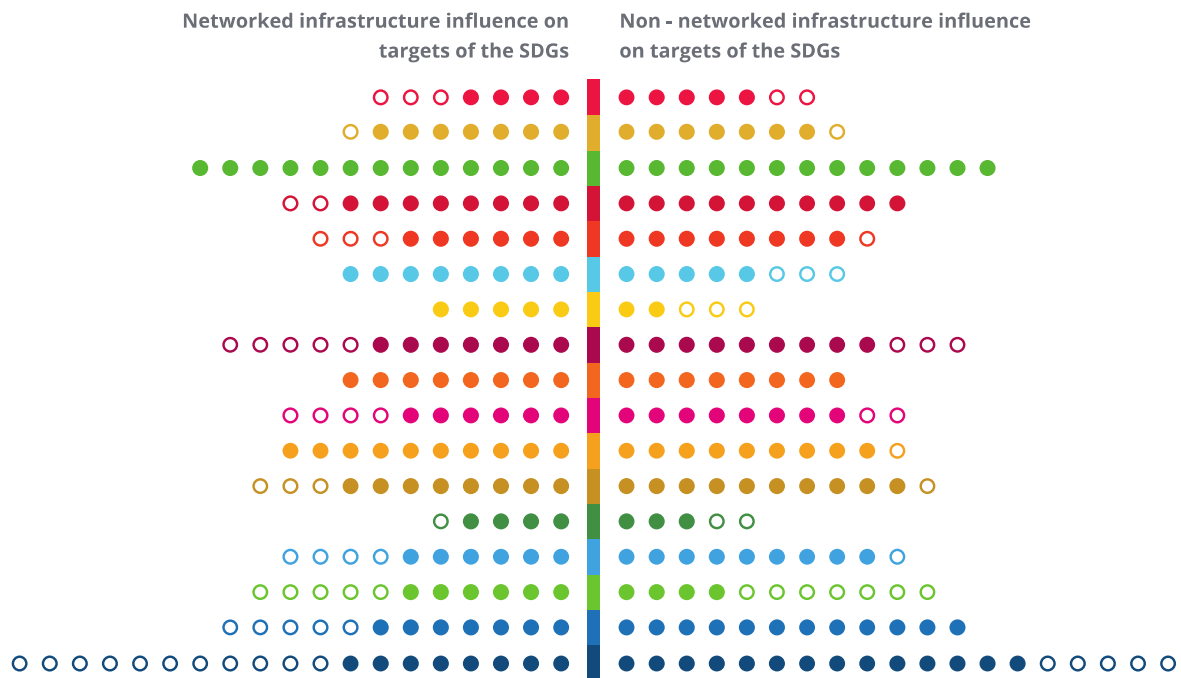 Networked infrastructure influence on
targets of the SDGs
Non - networked infrastructure influence
on targets of the SDGs